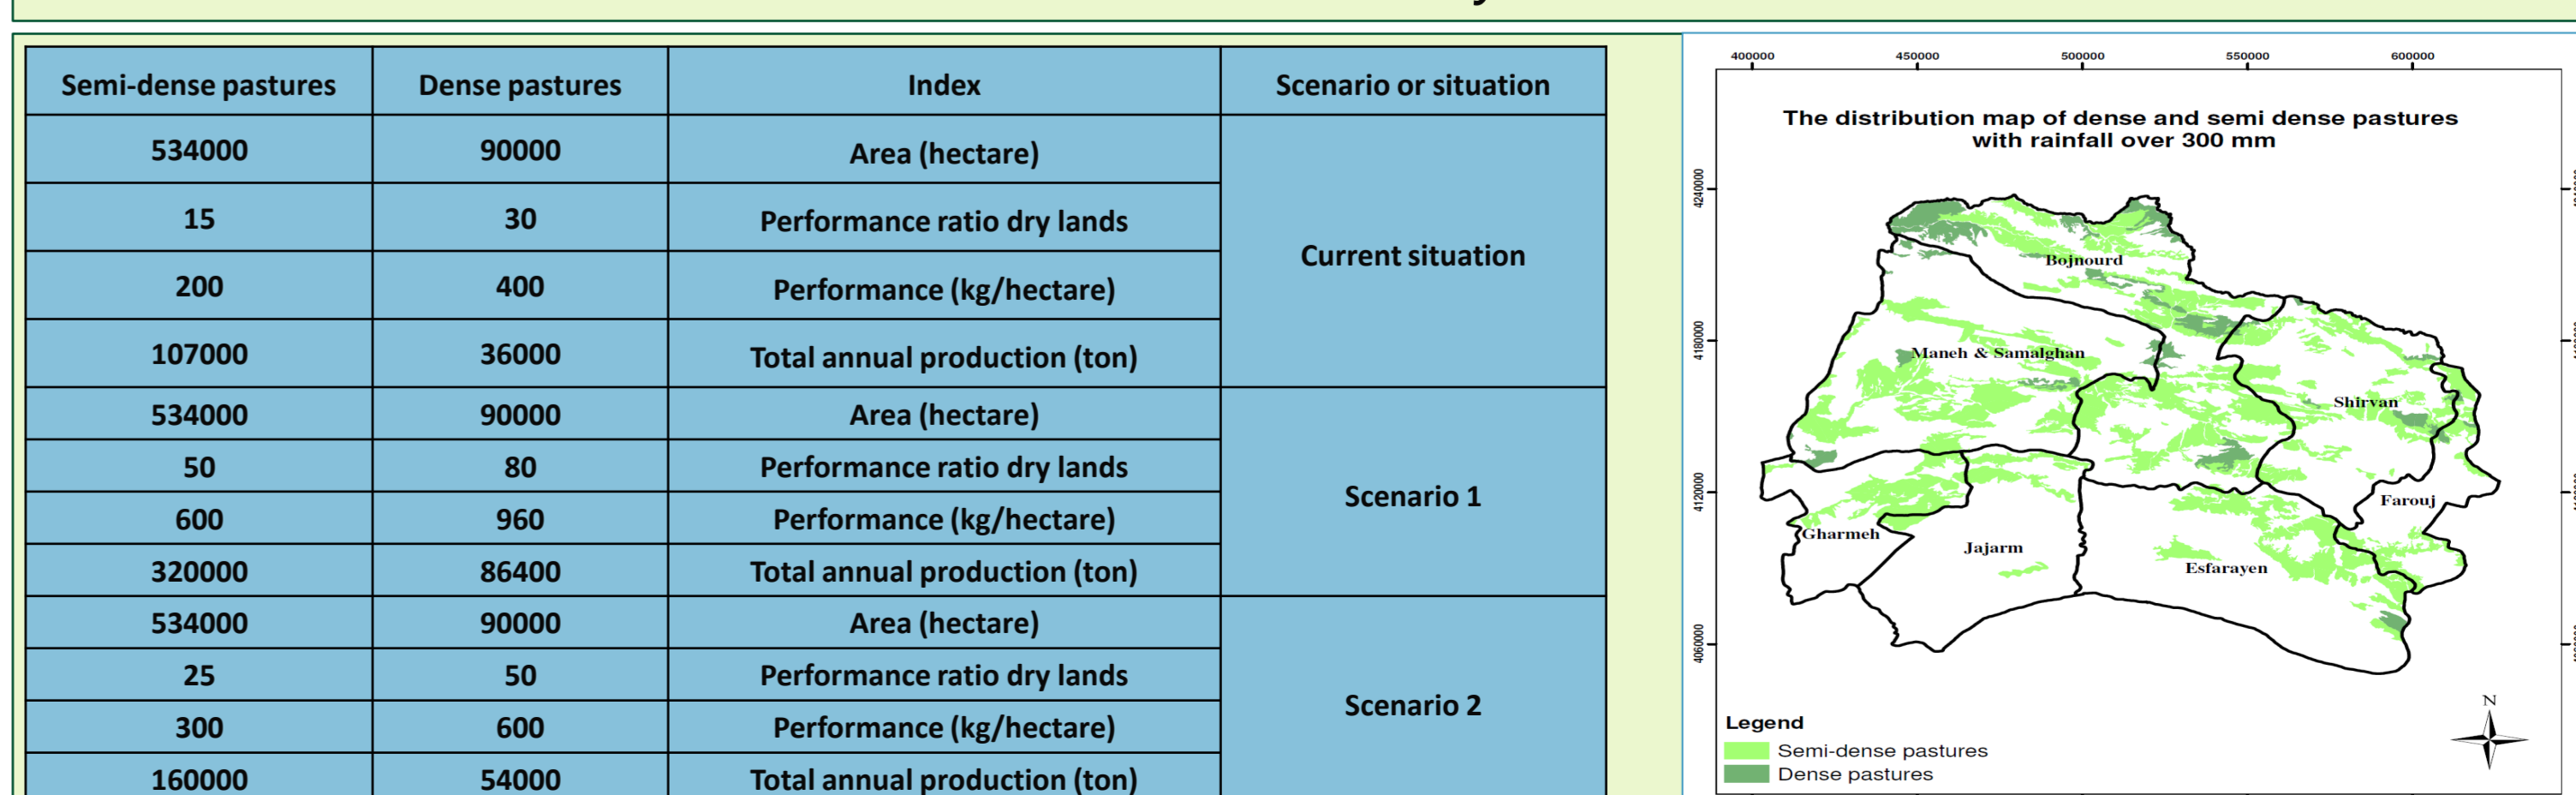 Semi-dense pastures Dense pastures Index Scenario or situation
534000 90000 Area (hectare)
15 30 Performance ratio dry lands
200 400 Performance (kg/hectare)
107000 36000 Total annual production (ton)
Current situation
534000 90000 Area (hectare)
50 80 Performance ratio dry lands
600 960 Performance (kg/hectare)
320000 86400 Total annual production (ton)
Scenario 1
534000 90000 Area (hectare)
25 50 Performance ratio dry lands
300 600 Performance (kg/hectare)
160000 54000 Total annual production (ton)
Scenario 2
400000 450000 500000 550000 600000
The distribution map of dense and semi dense pastures
with rainfall over 300 mm
4240000
4180000
4120000
4060000
Bojnourd
Maneh & Samalghan
Shirvan
Farouj
Gharmeh
Jajarm
Esfarayen
N
Legend
Semi-dense pastures
Dense pastures